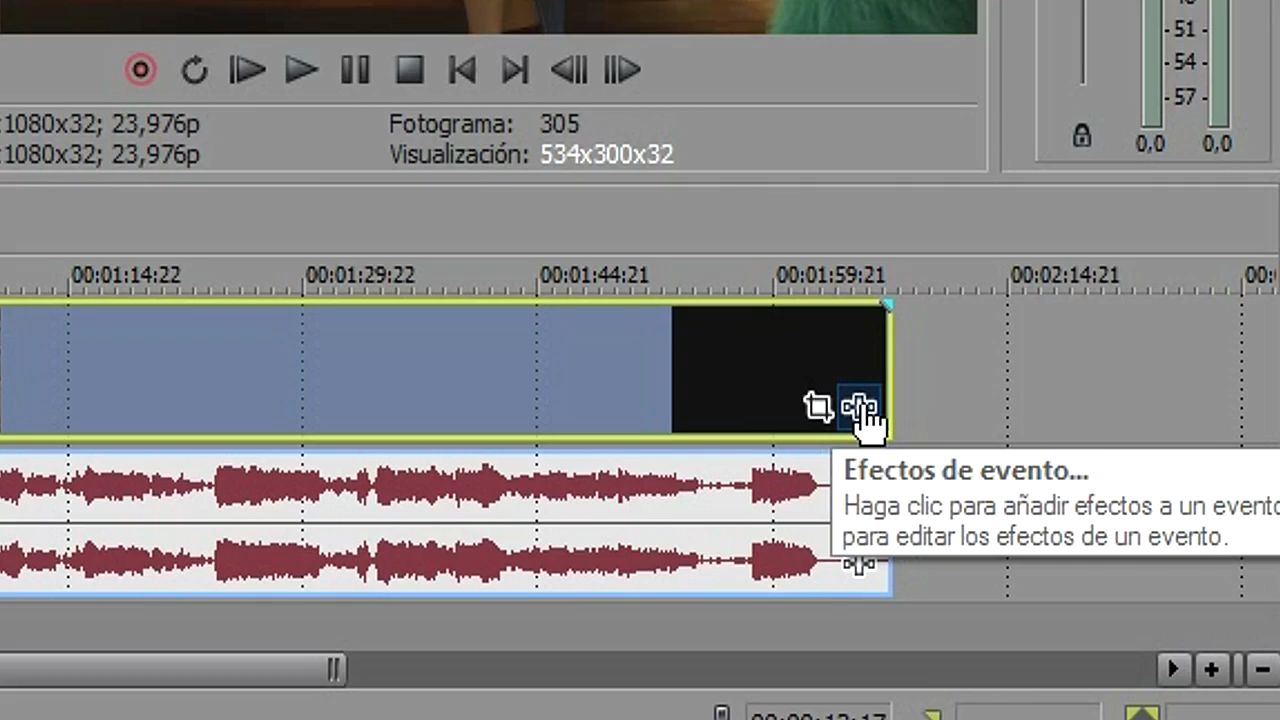 -51-
-54-
-57-
:1080x32; 23,976p
Fotograma: 305
:1080x32; 23,976p
Visualización: 534x300x32
0,0 0,0
00:01:14:22 00:01:29:22 00:01:44:21 00:01:59:21 00:02:14:21 00:
Efectos de evento...
Haga clic para añadir efectos a un evento
para editar los efectos de un evento.